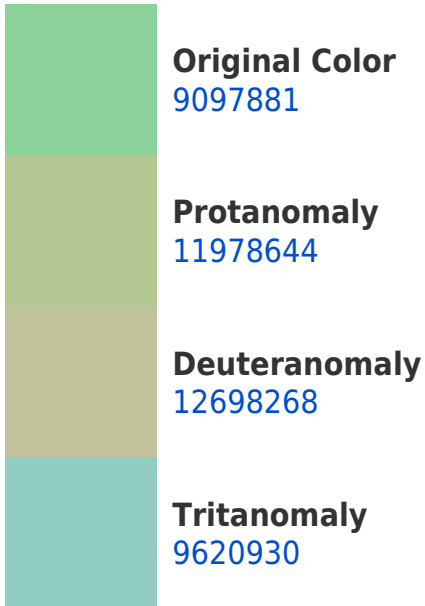 Original Color
9097881
Protanomaly
11978644
Deuteranomaly
12698268
Tritanomaly
9620930